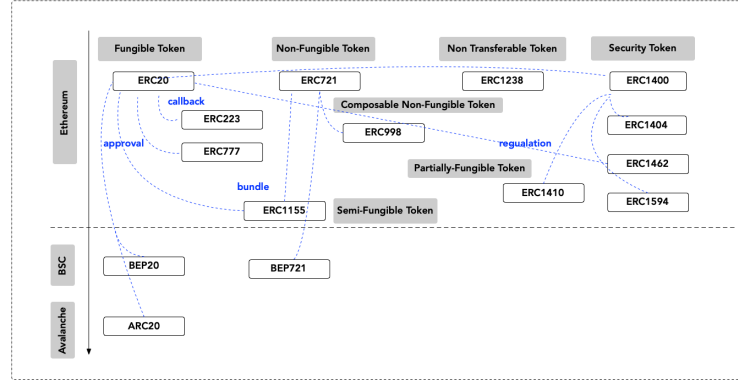 Fungible Token
Non-Fungible Token
Non Transferable Token
Security Token
Ethereum
ERC20
ERC721
ERC1238
ERC1400
callback
Composable Non-Fungible Token
ERC223
ERC998
ERC1404
approval
regualation
ERC777
ERC1462
Partially-Fungible Token
bundle
ERC1410
ERC1155
Semi-Fungible Token
ERC1594
BSC
BEP20
BEP721
Avalanche
ARC20